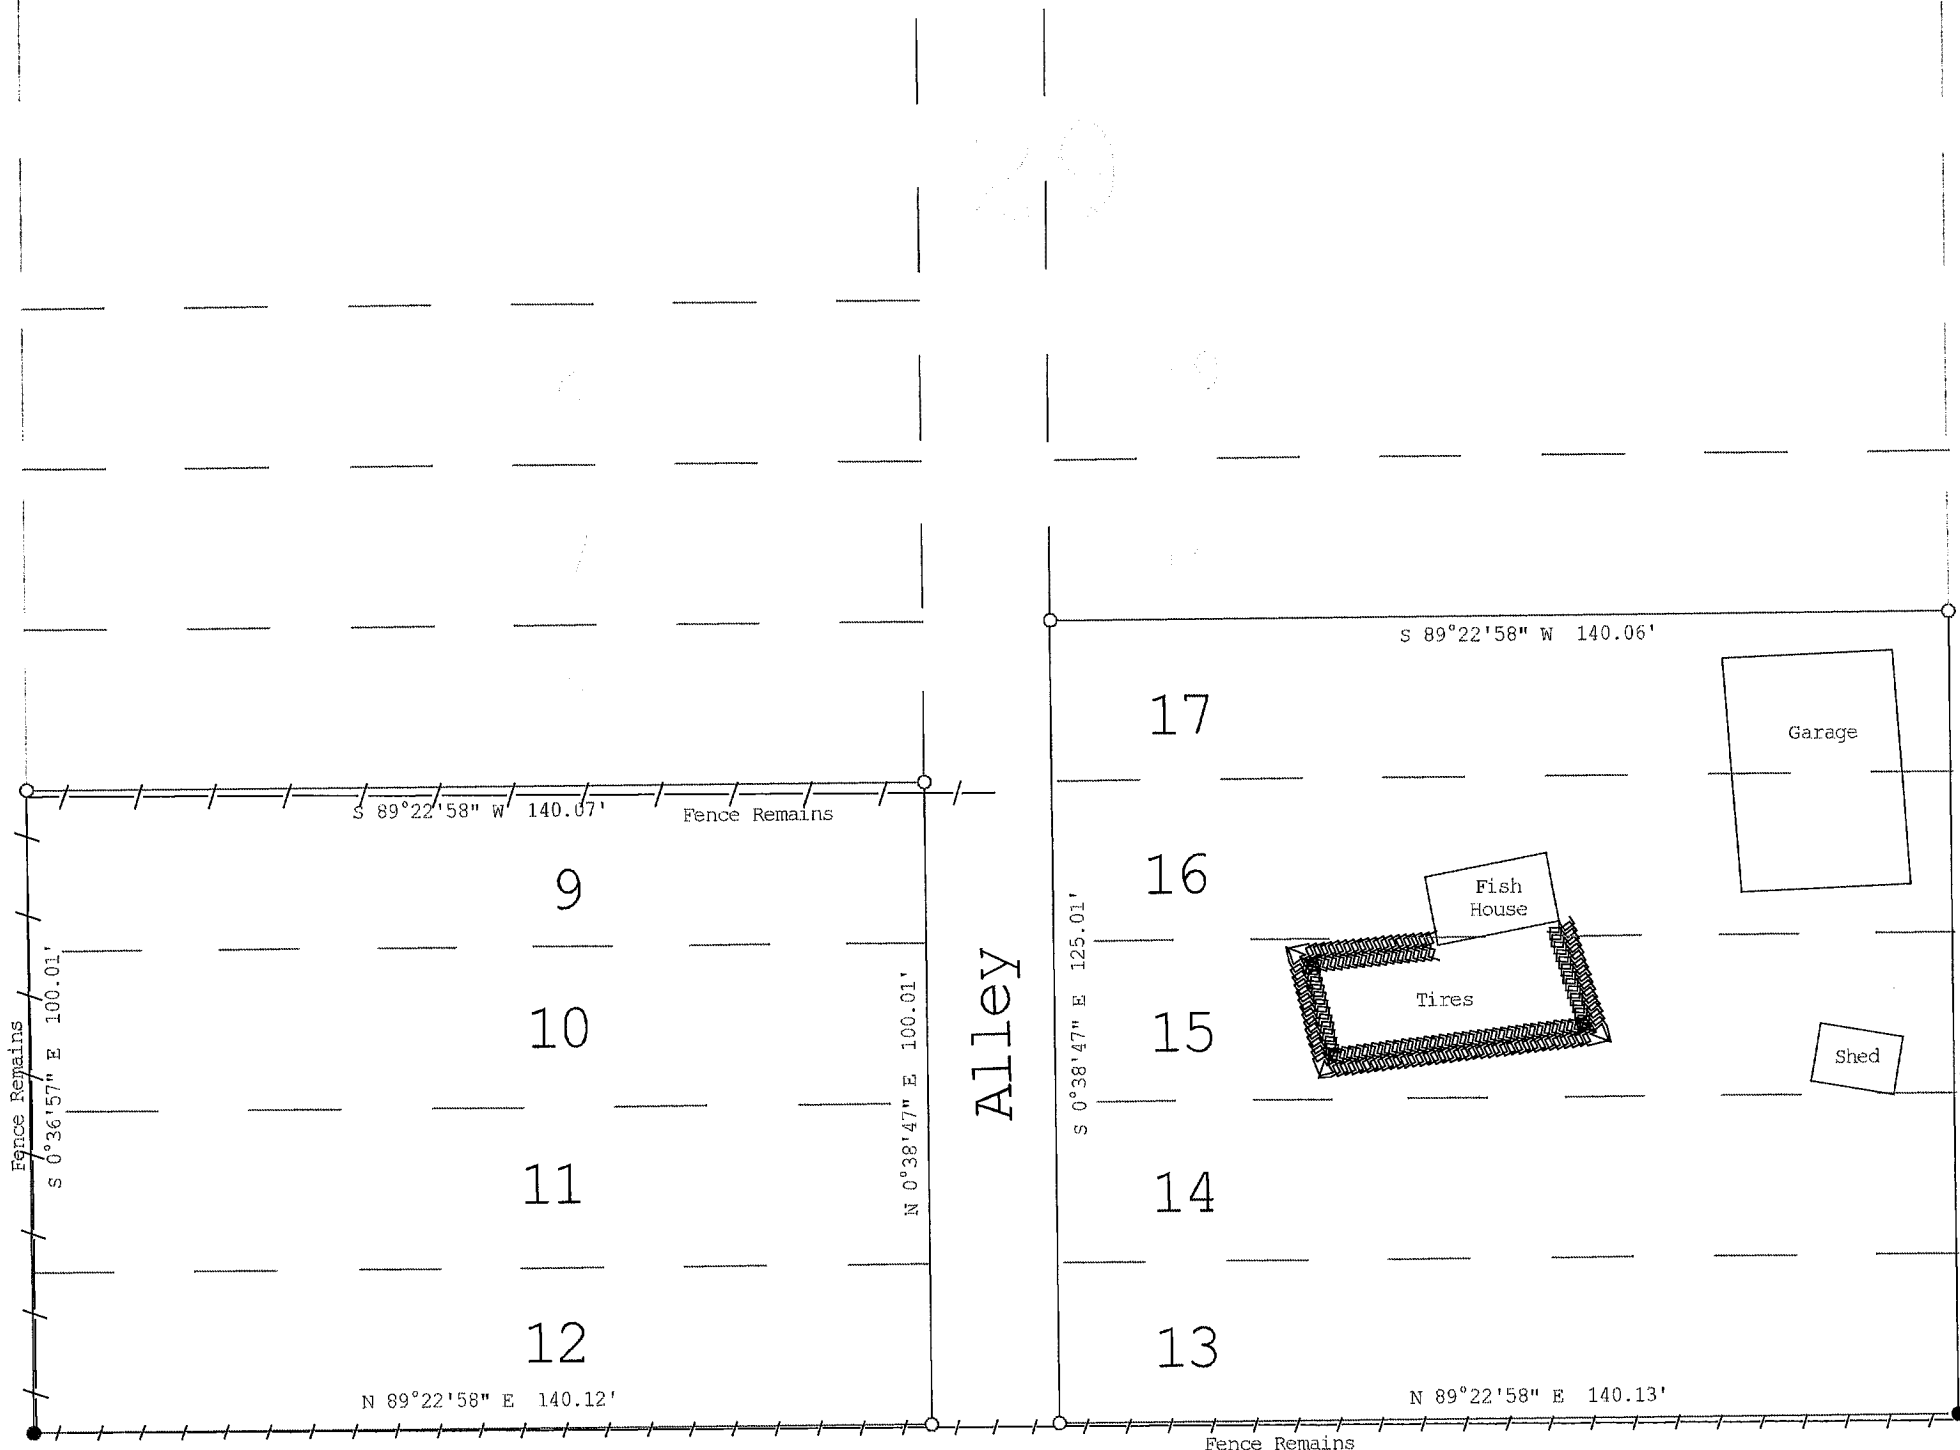 29
S 89°22'58" W 140.06'
17
Garage
S 89°22'58" W 140.07'
Fence Remains
9
16
Fish
House
S 0°36'57" E 100.01'
Fence Remains
10
N 0°38'47" E 100.01'
Alley
S 0°38'47" E 125.01'
15
Tires
Shed
11
14
12
13
N 89°22'58" E 140.12'
N 89°22'58" E 140.13'
Fence Remains